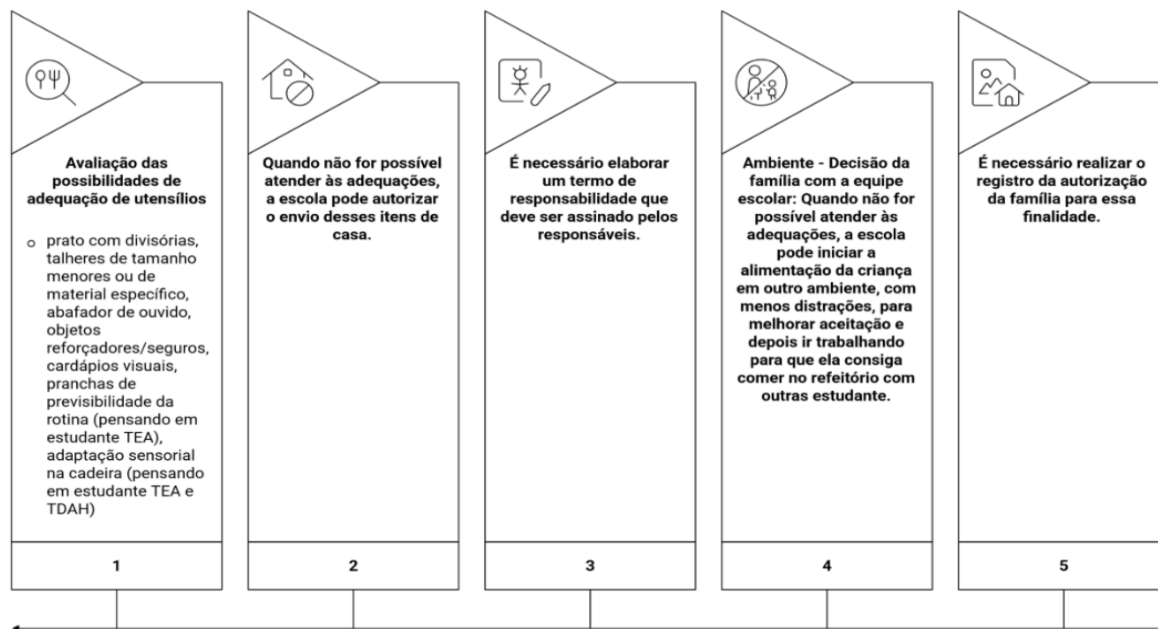 Avaliação das
possibilidades de
adequação de utensílios
prato com divisórias,
talheres de tamanho
menores ou de
material específico,
abafador de ouvido,
objetos
reforçadores/seguros,
cardápios visuais,
pranchas de
previsibilidade da
rotina (pensando em
estudante TEA),
adaptação sensorial
na cadeira (pensando
em estudante TEA e
TDAH)
1
Quando não for possível
atender às adequações,
a escola pode autorizar
o envio desses itens de
casa.
2
É necessário elaborar
um termo de
responsabilidade que
deve ser assinado pelos
responsáveis.
3
Ambiente - Decisão da
família com a equipe
escolar: Quando não for
possível atender às
adequações, a escola
pode iniciar a
alimentação da criança
em outro ambiente, com
menos distrações, para
melhorar aceitação e
depois ir trabalhando
para que ela consiga
comer no refeitório com
outras estudante.
4
É necessário realizar o
registro da autorização
da família para essa
finalidade.
5